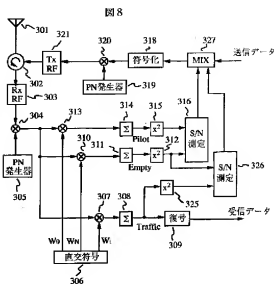 図8
301
321
320
318
327
Tx
RF
符号化
MIX
送信データ
302
PN発生器
319
Rx
RF
303
304
313
314
315
316
Σ
x²
Pilot
S/N
測定
310
311
312
Σ
x²
Empty
PN
発生器
305
S/N
測定
326
307
308
x²
325
Σ
Traffic
復号
309
受信データ
W₀
W_N
W₁
直交符号
306